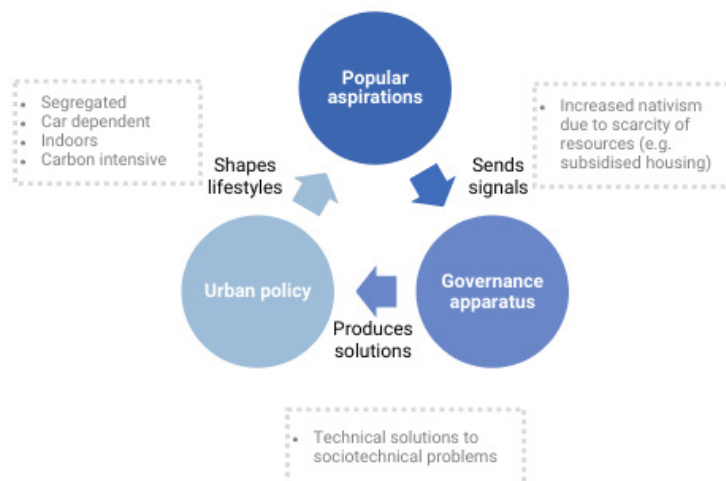 Popular
aspirations
• Segregated
• Car dependent
• Indoors
• Carbon intensive
• Increased nativism
due to scarcity of
resources (e.g.
subsidised housing)
Shapes
lifestyles
Sends
signals
Urban policy
Governance
apparatus
Produces
solutions
• Technical solutions to
sociotechnical problems